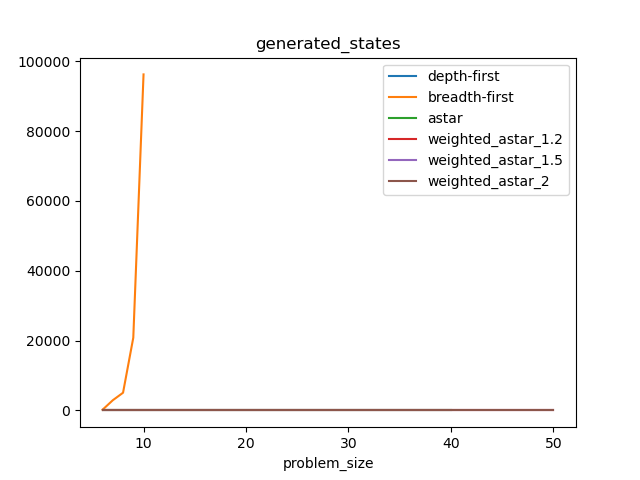 generated_states
100000
80000
60000
40000
20000
0
depth-first
breadth-first
astar
weighted_astar_1.2
weighted_astar_1.5
weighted_astar_2
10
20
30
40
50
problem_size